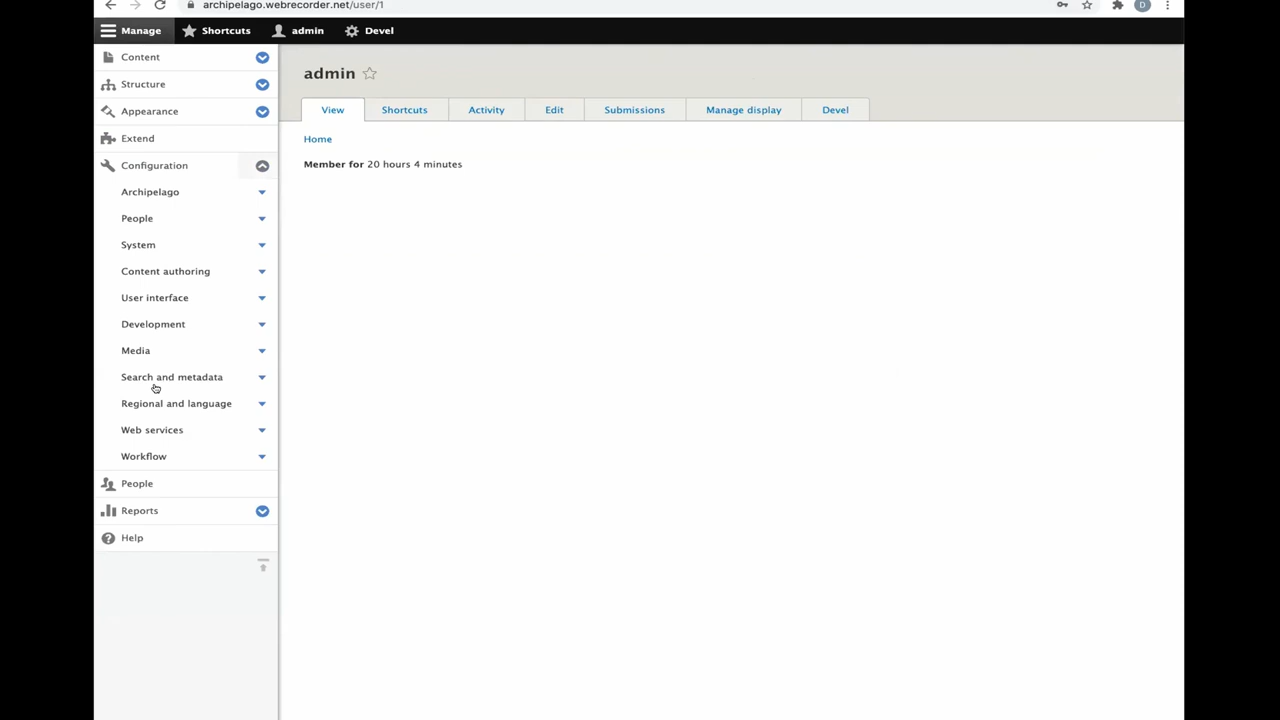 archipelago.webrecorder.net/user/1
D
Manage Shortcuts admin Devel
Content
Structure
Appearance
Extend
Configuration
Archipelago
People
System
Content authoring
User interface
Development
Media
Search and metadata
Regional and language
Web services
Workflow
People
Reports
Help
admin
View Shortcuts Activity Edit Submissions Manage display Devel
Home
Member for 20 hours 4 minutes